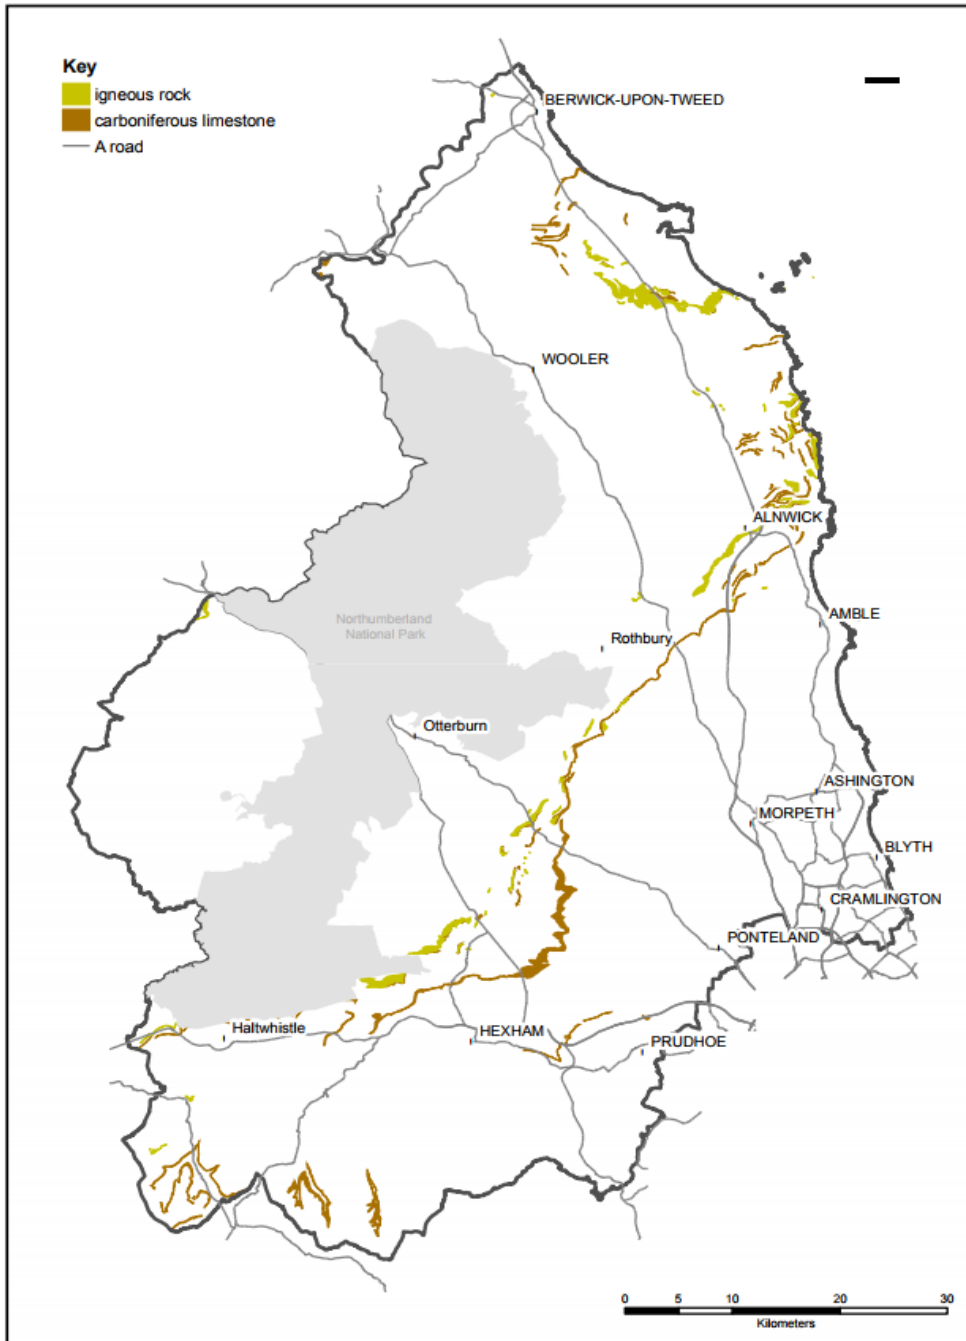 Key
igneous rock
carboniferous limestone
A road
BERWICK-UPON-TWEED
WOOLER
ALNWICK
Northumberland
National Park
AMBLE
Rothbury
Otterburn
ASHINGTON
MORPETH
BLYTH
CRAMLINGTON
PONTELAND
Haltwhistle
HEXHAM
PRUDHOE
0 5 10 20 30
Kilometers